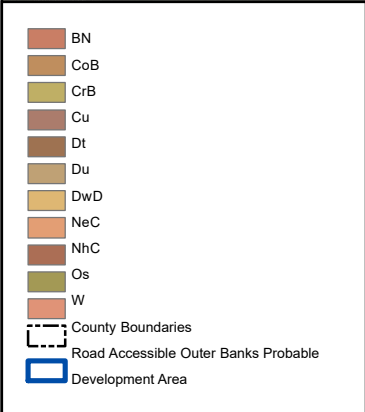 BN
CoB
CrB
Cu
Dt
Du
DwD
NeC
NhC
Os
W
County Boundaries
Road Accessible Outer Banks Probable
Development Area